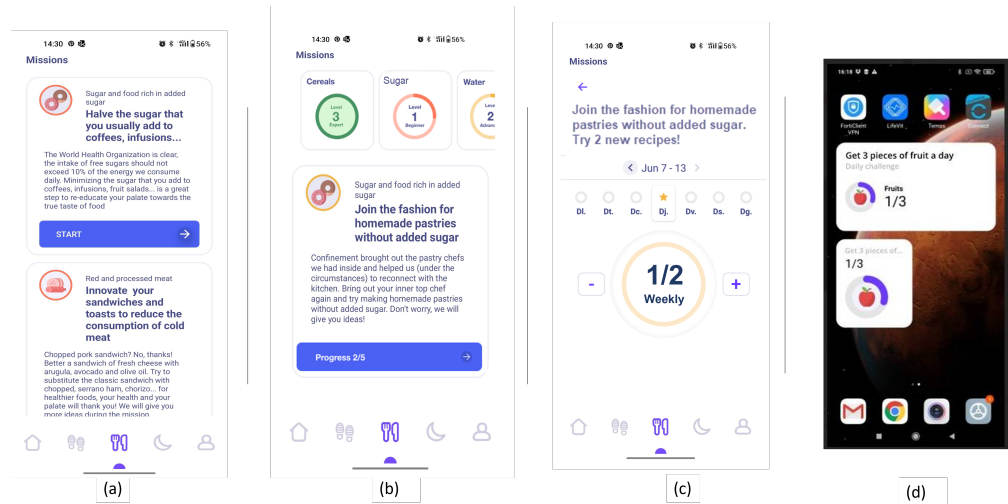 14:30
56%
Missions
Sugar and food rich in added
sugar
Halve the sugar that
you usually add to
coffees, infusions...
The World Health Organization is clear,
the intake of free sugars should not
exceed 10% of the energy we consume
daily. Minimizing the sugar that you add to
coffees, infusions, fruit salads... is a great
step to re-educate your palate towards the
true taste of food
START
Red and processed meat
Innovate your
sandwiches and
toasts to reduce the
consumption of cold
meat
Chopped pork sandwich? No, thanks!
Better a sandwich of fresh cheese with
arugula, avocado and olive oil. Try to
substitute the classic sandwich with
chopped, serrano ham, chorizo... for
healthier foods, your health and your
palate will thank you! We will give you
more ideas during the mission
(a)
14:30
56%
Missions
Cereals
Level
3
Expert
Sugar
Level
1
Beginner
Water
Leve
2
Advanc
Sugar and food rich in added
sugar
Join the fashion for
homemade pastries
without added sugar
Confinement brought out the pastry chefs
we had inside and helped us (under the
circumstances) to reconnect with the
kitchen. Bring out your inner top chef
again and try making homemade pastries
without added sugar. Don't worry, we will
give you ideas!
Progress 2/5
(b)
14:30
56%
Missions
Join the fashion for homemade
pastries without added sugar.
Try 2 new recipes!
Jun 7 - 13
Dl. Dt. Dc. Dj. Dv. Ds. Dg.
- 1/2 +
Weekly
(c)
16:18
FortiClient VPN
LifeVit
Temas
Connect
Get 3 pieces of fruit a day
Daily challenge
Fruits
1/3
Get 3 pieces of...
1/3
(d)